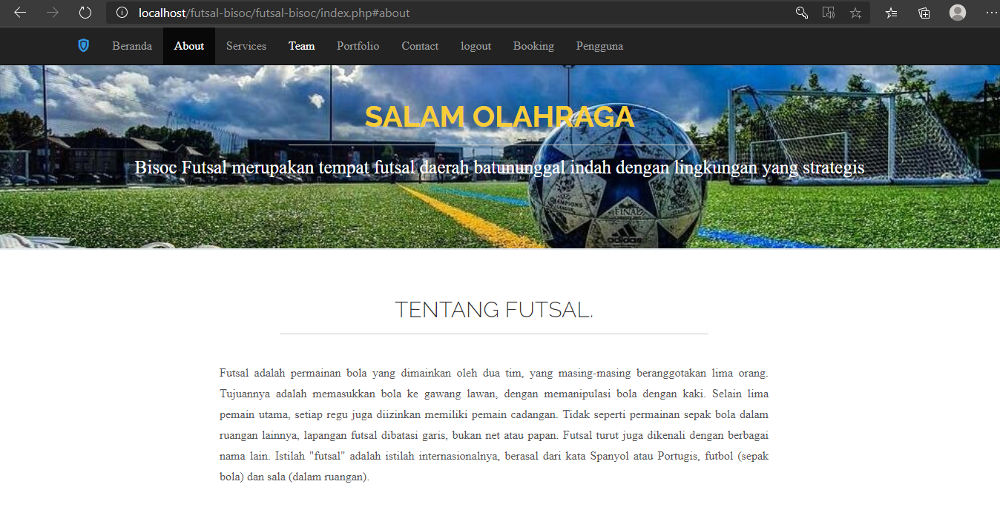 localhost/futsal-bisoc/futsal-bisoc/index.php#about
Beranda About Services Team Portfolio Contact logout Booking Pengguna
SALAM OLAHRAGA
Bisoc Futsal merupakan tempat futsal daerah batununggal indah dengan lingkungan yang strategis
CHAMPIONS
LEAGUE
FINAL
adidas
TENTANG FUTSAL.
Futsal adalah permainan bola yang dimainkan oleh dua tim, yang masing-masing beranggotakan lima orang.
Tujuannya adalah memasukkan bola ke gawang lawan, dengan memanipulasi bola dengan kaki. Selain lima
pemain utama, setiap regu juga diizinkan memiliki pemain cadangan. Tidak seperti permainan sepak bola dalam
ruangan lainnya, lapangan futsal dibatasi garis, bukan net atau papan. Futsal turut juga dikenali dengan berbagai
nama lain. Istilah "futsal" adalah istilah internasionalnya, berasal dari kata Spanyol atau Portugis, futbol (sepak
bola) dan sala (dalam ruangan).